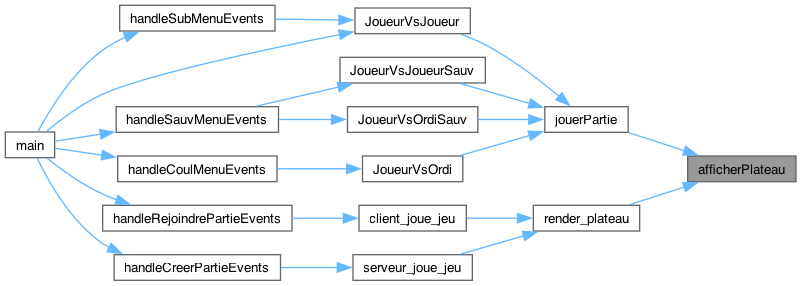 handleSubMenuEvents
JoueurVsJoueur
JoueurVsJoueurSauv
handleSauvMenuEvents
JoueurVsOrdiSauv
jouerPartie
main
handleCoulMenuEvents
JoueurVsOrdi
afficherPlateau
handleRejoindrePartieEvents
client_joue_jeu
render_plateau
handleCreerPartieEvents
serveur_joue_jeu